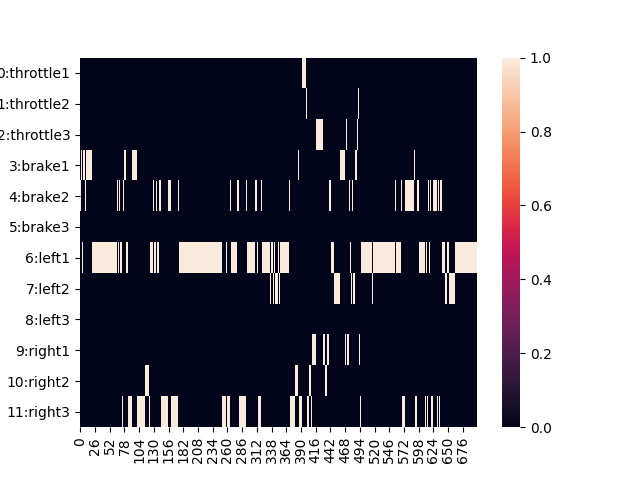 0:throttle1
1:throttle2
2:throttle3
3:brake1
4:brake2
5:brake3
6:left1
7:left2
8:left3
9:right1
10:right2
11:right3
0 26 52 78 104 130 156 182 208 234 260 286 312 338 364 390 416 442 468 494 520 546 572 598 624 650 676
1.0
0.8
0.6
0.4
0.2
0.0